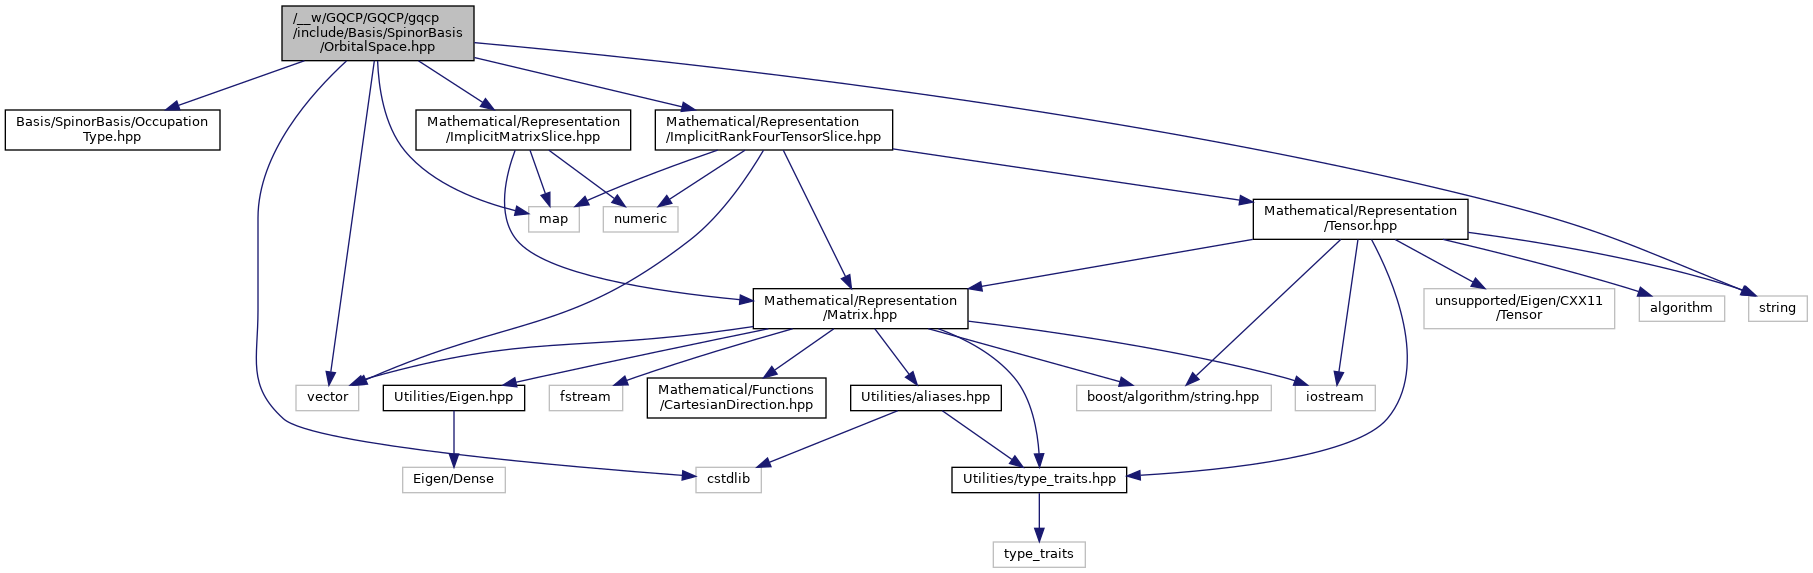 /__w/GQCP/GQCP/gqcp
/include/Basis/SpinorBasis
/OrbitalSpace.hpp
Basis/SpinorBasis/Occupation
Type.hpp
Mathematical/Representation
/ImplicitMatrixSlice.hpp
Mathematical/Representation
/ImplicitRankFourTensorSlice.hpp
map
numeric
Mathematical/Representation
/Tensor.hpp
Mathematical/Representation
/Matrix.hpp
unsupported/Eigen/CXX11
/Tensor
algorithm
string
vector
Utilities/Eigen.hpp
fstream
Mathematical/Functions
/CartesianDirection.hpp
Utilities/aliases.hpp
boost/algorithm/string.hpp
iostream
Eigen/Dense
cstdlib
Utilities/type_traits.hpp
type_traits